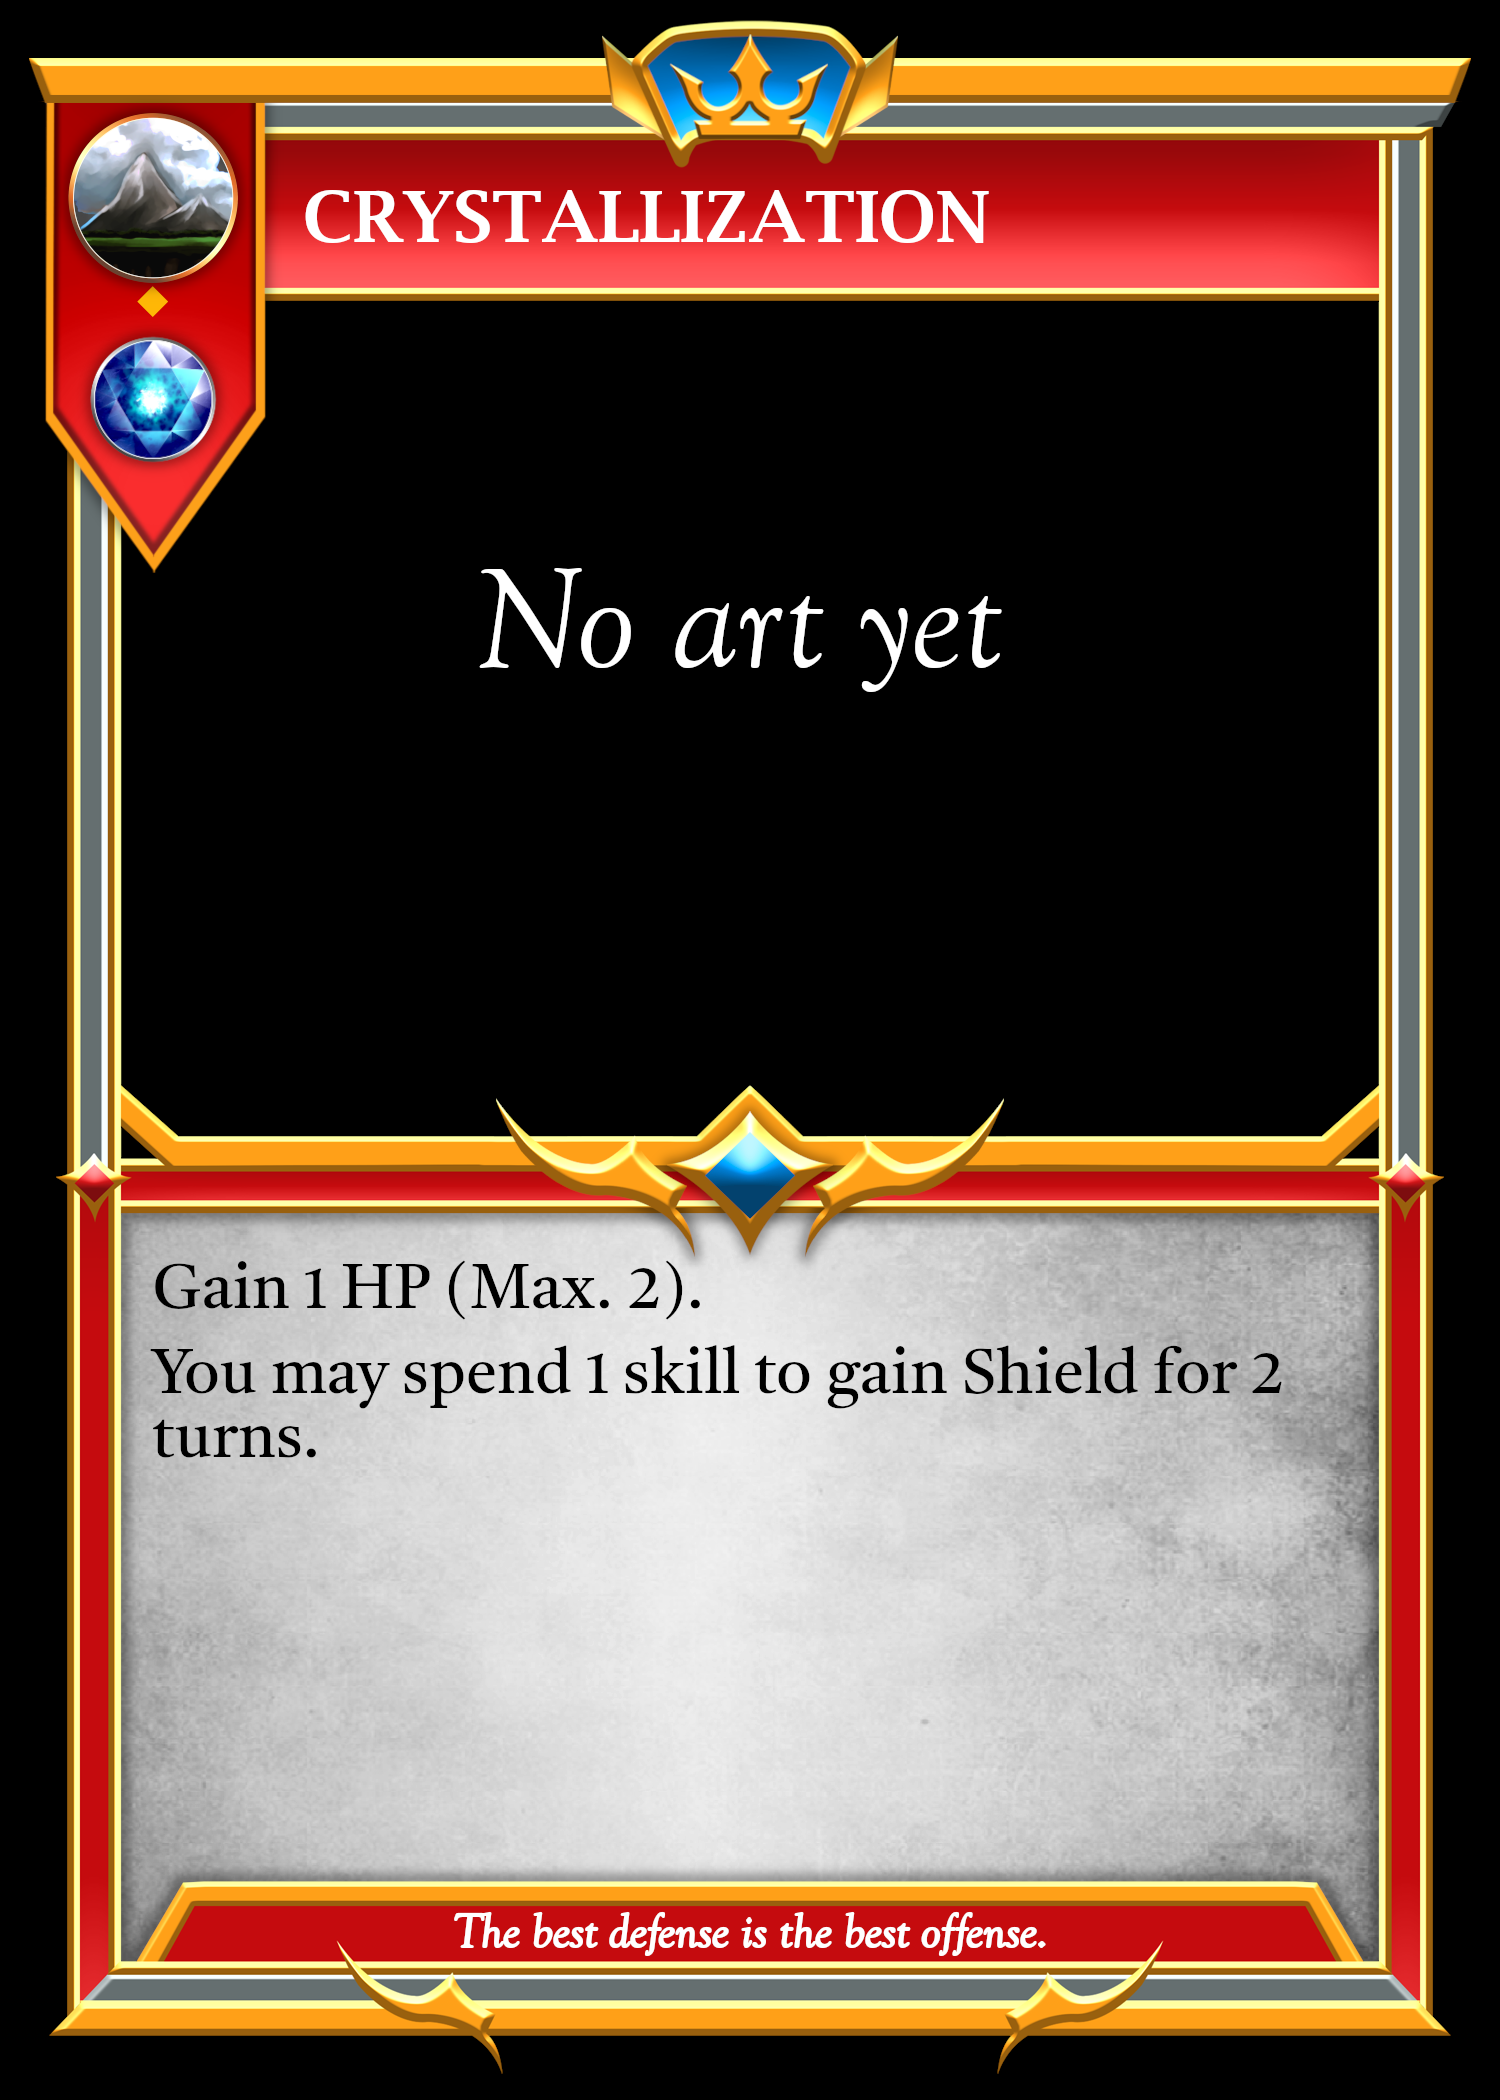 CRYSTALLIZATION
No art yet
Gain 1 HP (Max. 2).
You may spend 1 skill to gain Shield for 2
turns.
The best defense is the best offense.